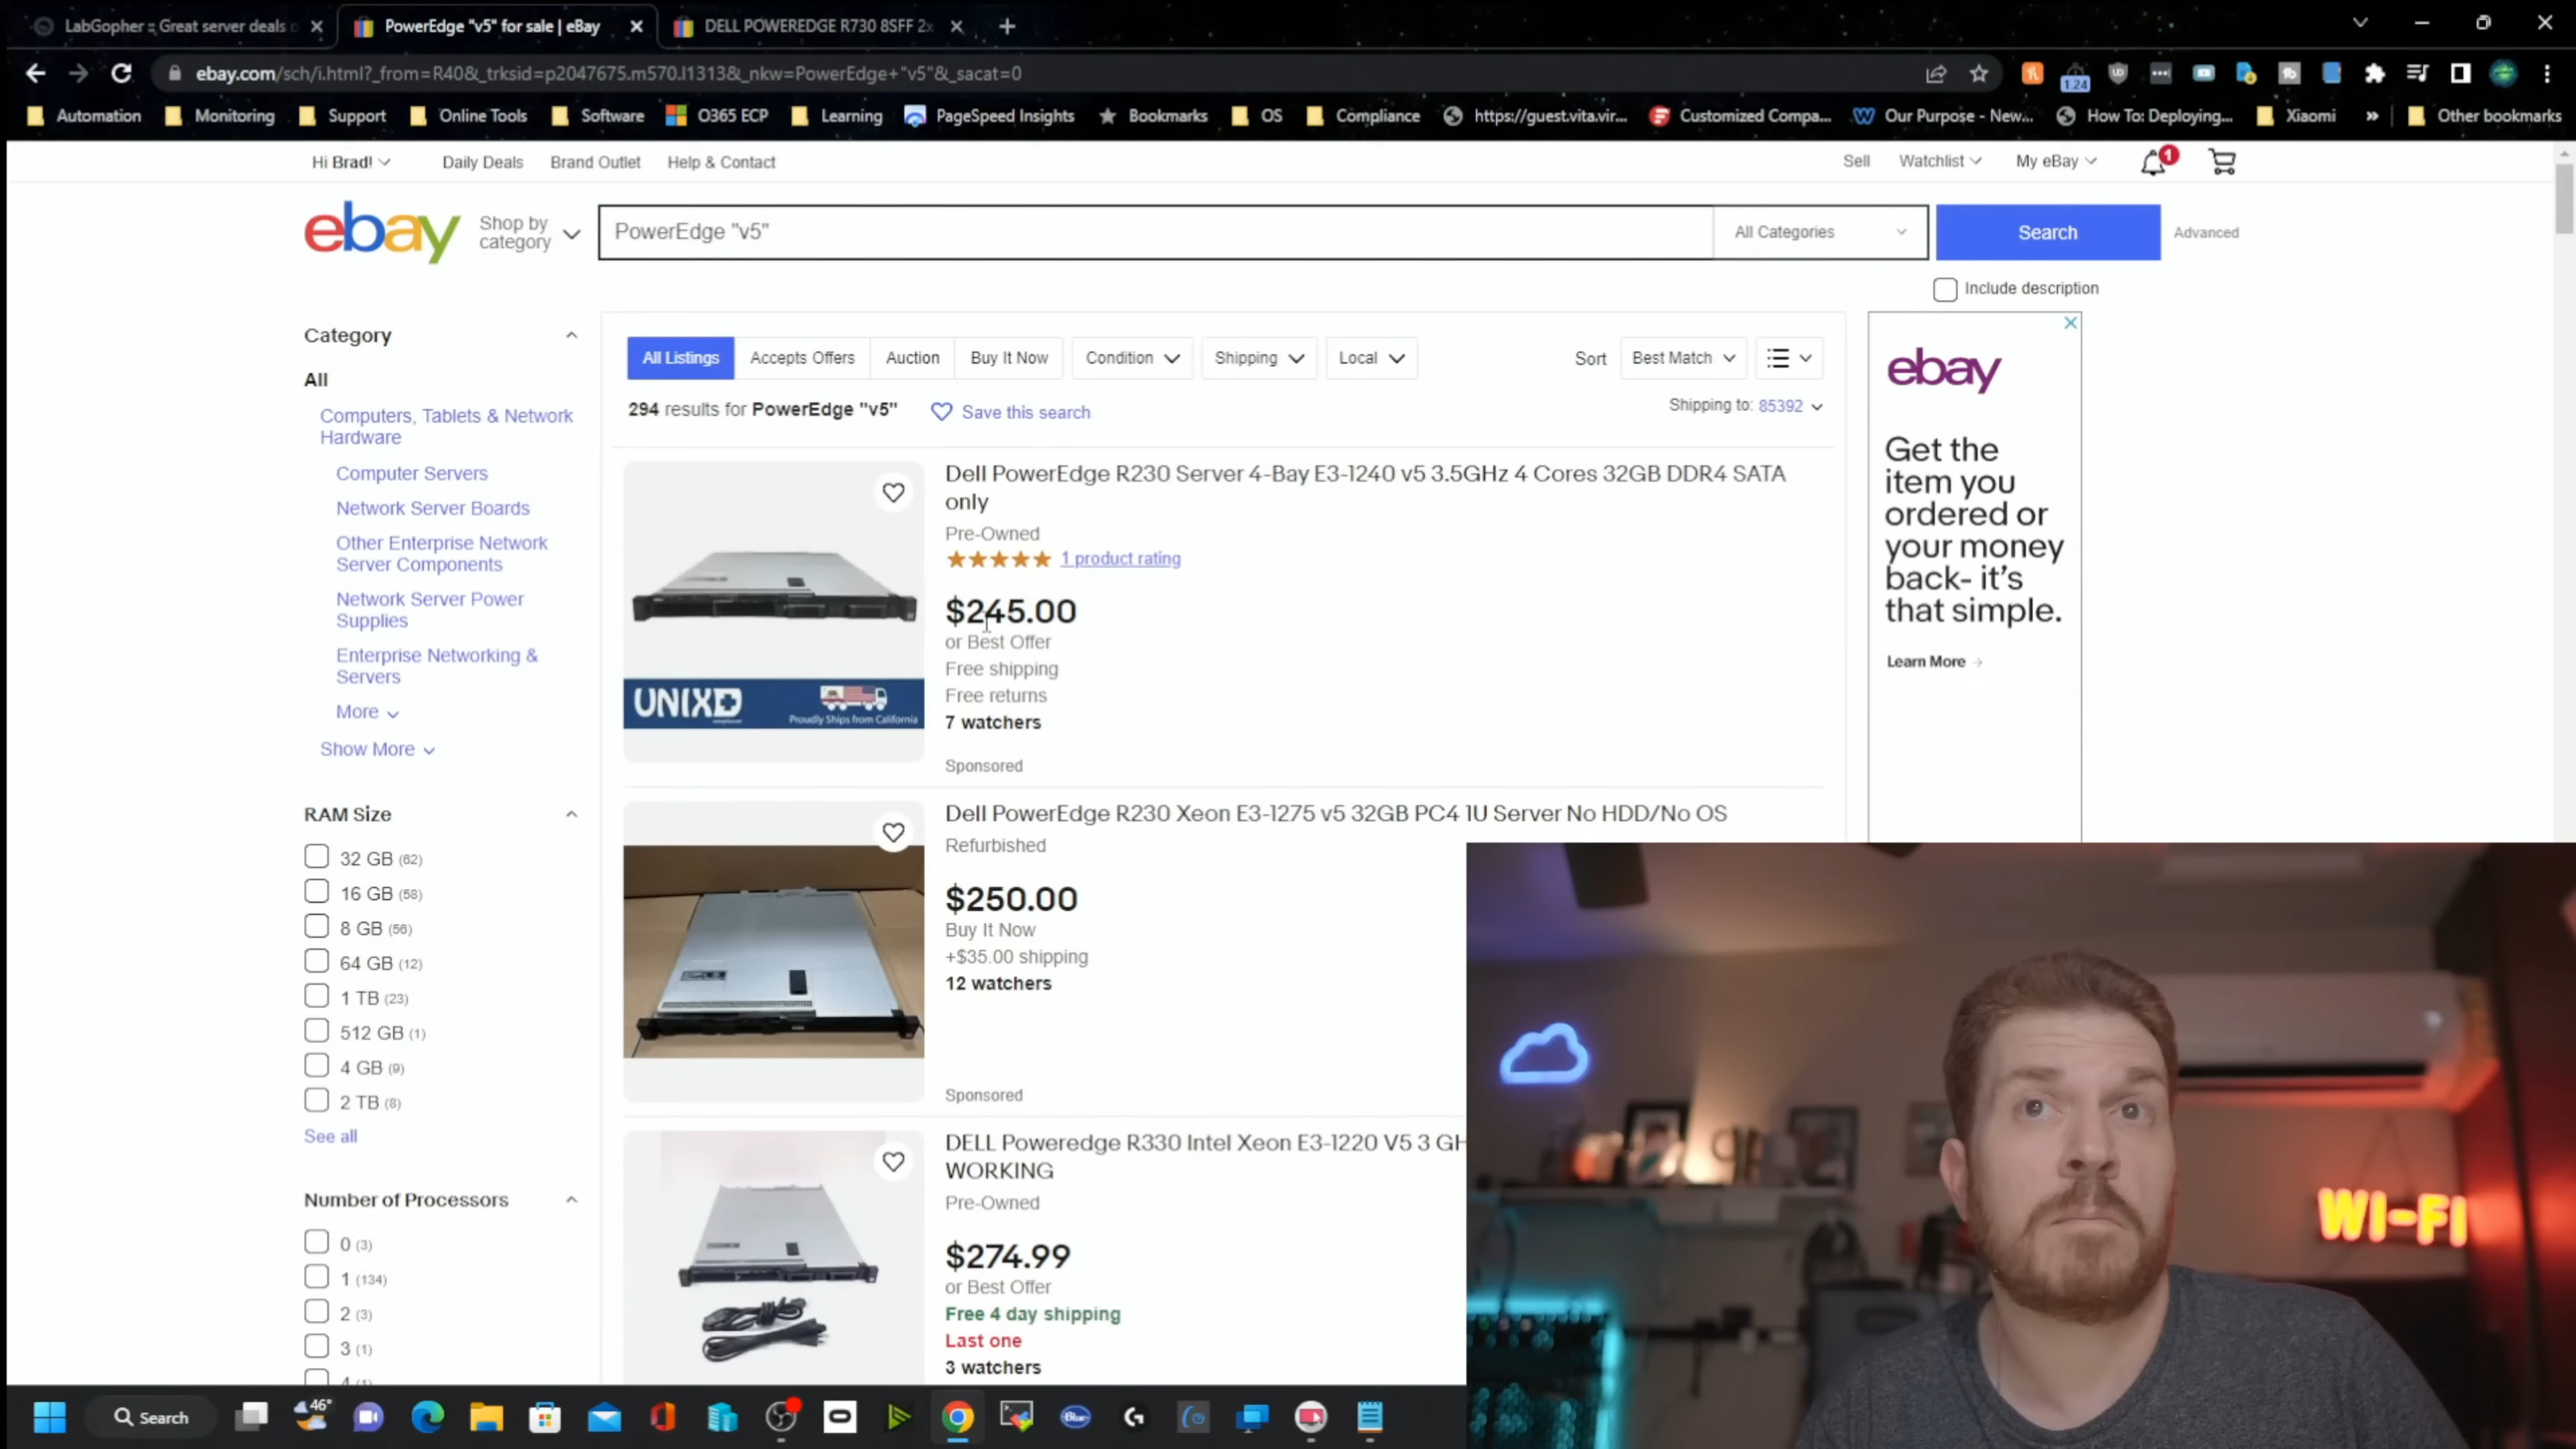 LabGopher :: Great server deals o
PowerEdge "v5" for sale | eBay
DELL POWEREDGE R730 8SFF 2x
ebay.com/sch/i.html?_from=R40&_trksid=p2047675.m570.l1313&_nkw=PowerEdge+"v5"&_sacat=0
1.24
Automation
Monitoring
Support
Online Tools
Software
O365 ECP
Learning
PageSpeed Insights
Bookmarks
OS
Compliance
https://guest.vita.vir...
Customized Compa...
Our Purpose - New...
How To: Deploying...
Xiaomi
»
Other bookmarks
Hi Brad!
Daily Deals
Brand Outlet
Help & Contact
Sell
Watchlist
My eBay
1
ebay
Shop by
category
PowerEdge "v5"
All Categories
Search
Advanced
Include description
Category
All
Computers, Tablets & Network
Hardware
Computer Servers
Network Server Boards
Other Enterprise Network
Server Components
Network Server Power
Supplies
Enterprise Networking &
Servers
More
Show More
RAM Size
32 GB (62)
16 GB (58)
8 GB (56)
64 GB (12)
1 TB (23)
512 GB (1)
4 GB (9)
2 TB (8)
See all
Number of Processors
0 (3)
1 (134)
2 (3)
3 (1)
4 (1)
All Listings
Accepts Offers
Auction
Buy It Now
Condition
Shipping
Local
Sort
Best Match
294 results for PowerEdge "v5"
Save this search
Shipping to: 85392
Dell PowerEdge R230 Server 4-Bay E3-1240 v5 3.5GHz 4 Cores 32GB DDR4 SATA
only
Pre-Owned
1 product rating
$245.00
or Best Offer
Free shipping
Free returns
7 watchers
Sponsored
UNIXD
Proudly Ships from California
Dell PowerEdge R230 Xeon E3-1275 v5 32GB PC4 1U Server No HDD/No OS
Refurbished
$250.00
Buy It Now
+$35.00 shipping
12 watchers
Sponsored
DELL Poweredge R330 Intel Xeon E3-1220 V5 3 GH
WORKING
Pre-Owned
$274.99
or Best Offer
Free 4 day shipping
Last one
3 watchers
ebay
Get the
item you
ordered or
your money
back- it's
that simple.
Learn More
WI-FI
Search
46°
Blue